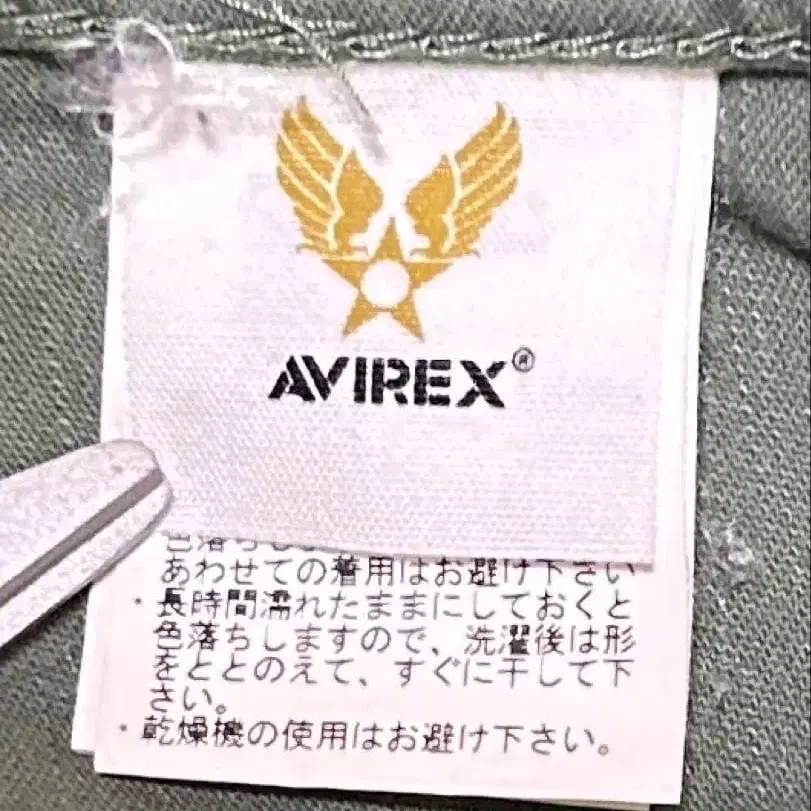 AVIREX®
あわせての着用はお避け下さい
・長時間濡れたままにしておくと
色落ちしますので、洗濯後は形
をととのえて、すぐに干して下
さい。
・乾燥機の使用はお避け下さい。